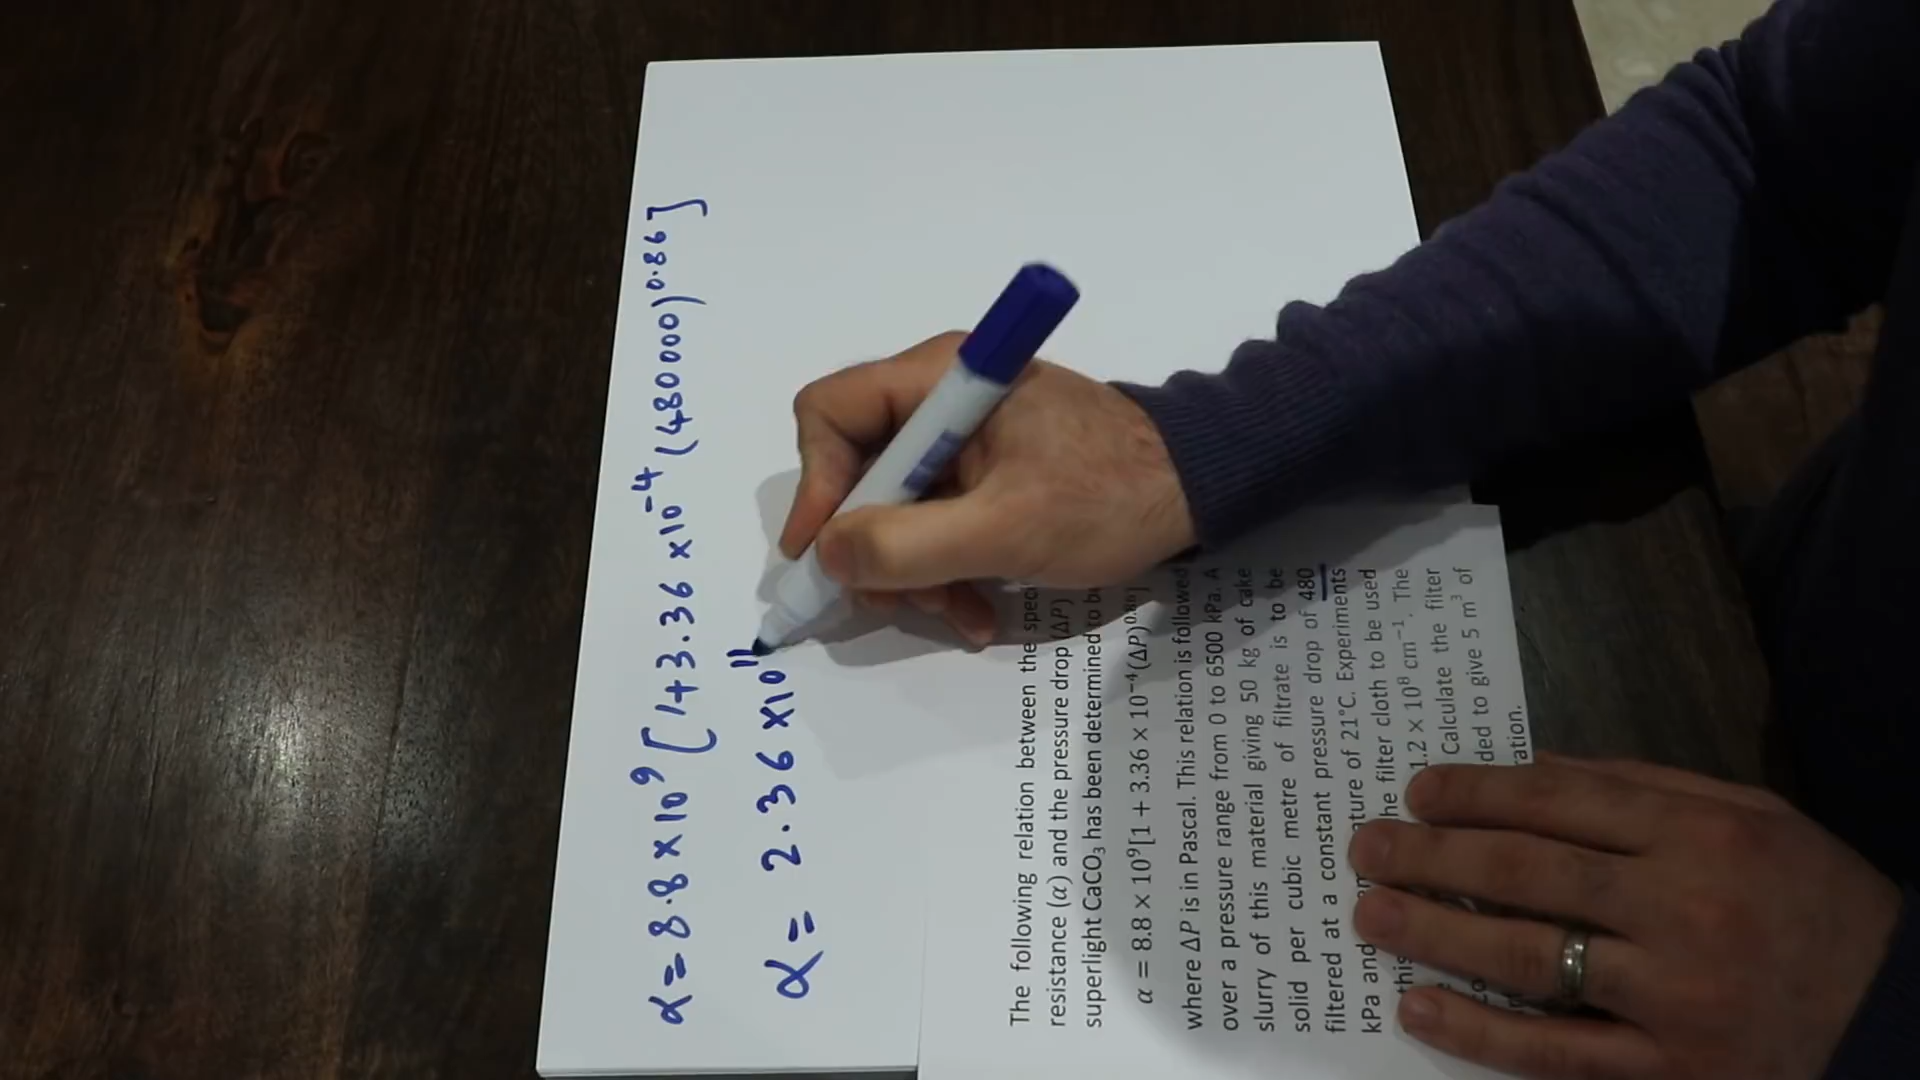 α = 8.8 × 10⁹ [1 + 3.36 × 10⁻⁴ (480000)⁰·⁸⁶]
α = 2.36 × 10¹¹
The following relation between the
resistance (α) and the pressure drop (ΔP)
superlight CaCO₃ has been determined to
α = 8.8 × 10⁹[1 + 3.36 × 10⁻⁴(ΔP)⁰·⁸⁶]
where ΔP is in Pascal. This relation is followed
over a pressure range from 0 to 6500 kPa. A
slurry of this material giving 50 kg of cake
solid per cubic metre of filtrate is to be
filtered at a constant pressure drop of 480
kPa and of 21°C. Experiments
this filter cloth to be used
1.2 × 10⁸ cm⁻¹. The
Calculate the filter
to give 5 m³ of